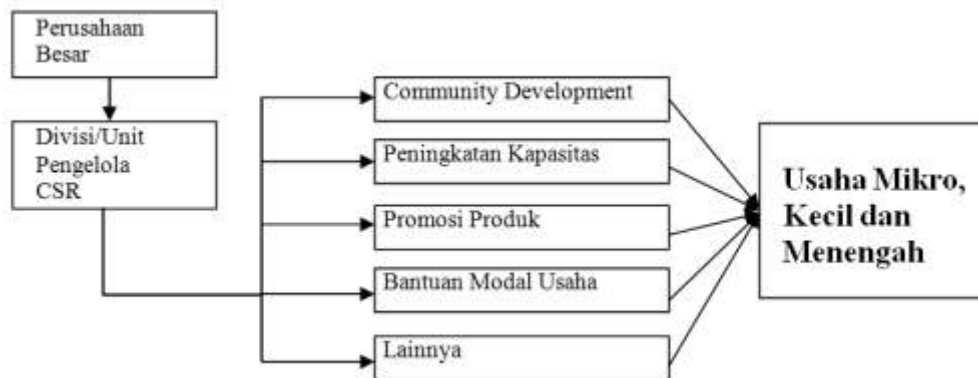 Perusahaan
Besar
Divisi/Unit
Pengelola
CSR
Community Development
Peningkatan Kapasitas
Promosi Produk
Bantuan Modal Usaha
Lainnya
Usaha Mikro,
Kecil dan
Menengah